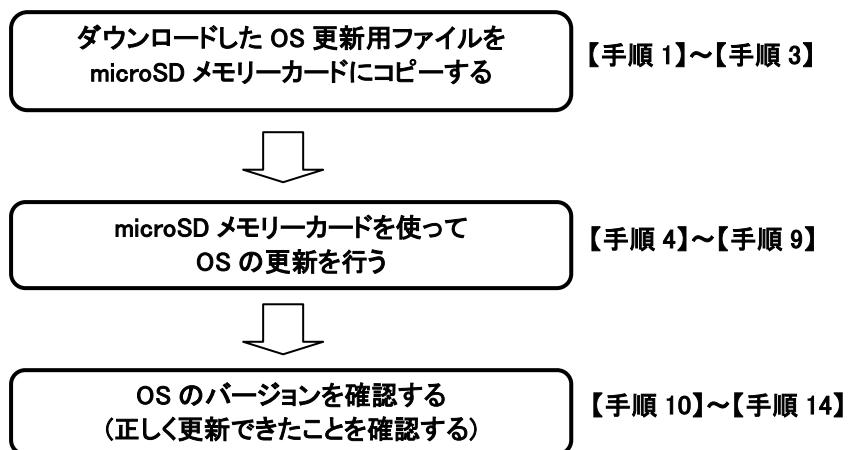 ダウンロードした OS 更新用ファイルを
microSD メモリーカードにコピーする
【手順 1】～【手順 3】
microSD メモリーカードを使って
OS の更新を行う
【手順 4】～【手順 9】
OS のバージョンを確認する
(正しく更新できたことを確認する)
【手順 10】～【手順 14】